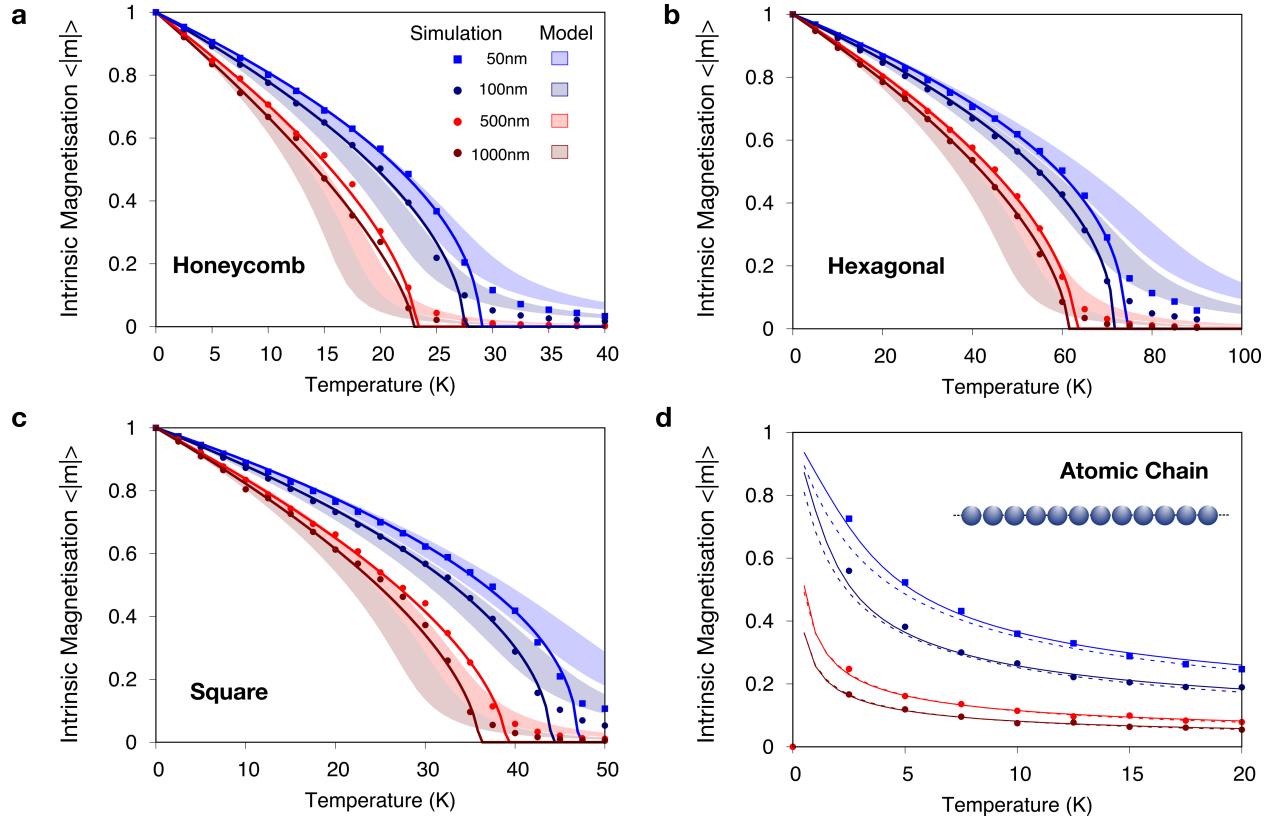 a
Intrinsic Magnetisation <|m|>
1
0.8
0.6
0.4
0.2
0
0 5 10 15 20 25 30 35 40
Temperature (K)
Honeycomb
Simulation Model
50nm
100nm
500nm
1000nm
b
Intrinsic Magnetisation <|m|>
1
0.8
0.6
0.4
0.2
0
0 20 40 60 80 100
Temperature (K)
Hexagonal
c
Intrinsic Magnetisation <|m|>
1
0.8
0.6
0.4
0.2
0
0 10 20 30 40 50
Temperature (K)
Square
d
Intrinsic Magnetisation <|m|>
1
0.8
0.6
0.4
0.2
0
0 5 10 15 20
Temperature (K)
Atomic Chain